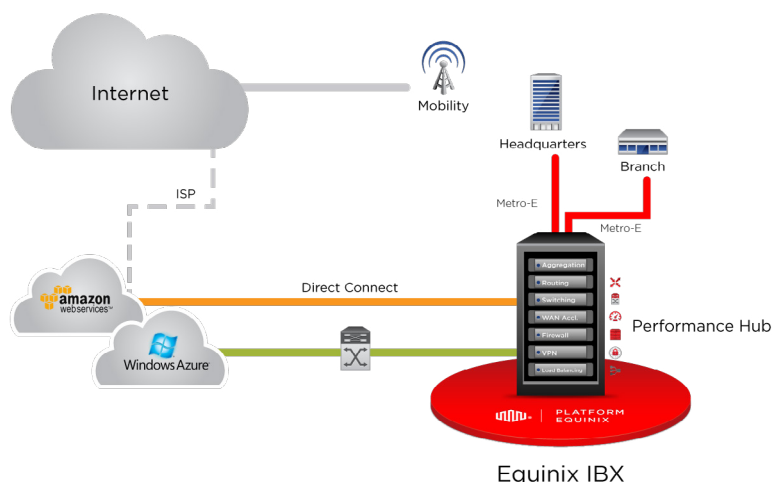 Internet
Mobility
Headquarters
Branch
ISP
Metro-E
Metro-E
Aggregation
Routing
Switching
WAN Accl.
Firewall
VPN
Load Balancing
Direct Connect
amazon
webservices™
Windows Azure
Performance Hub
PLATFORM
EQUINIX
Equinix IBX